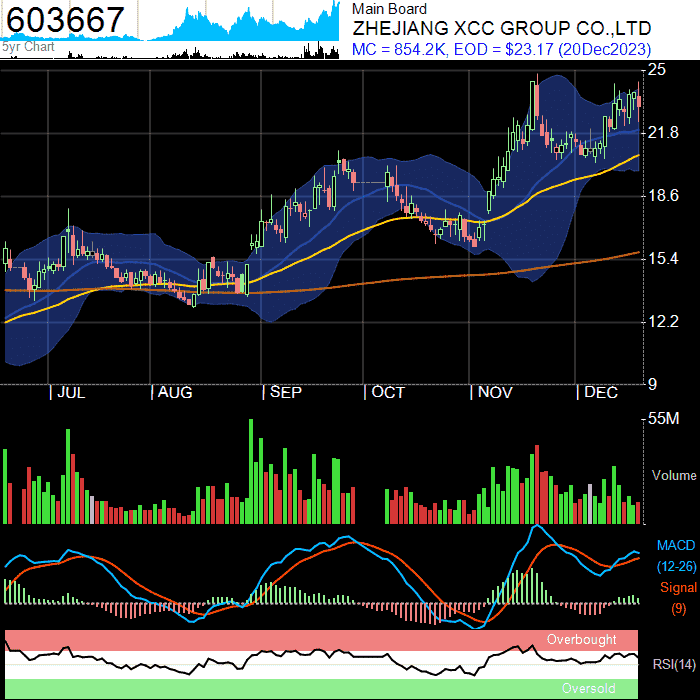 603667
5yr Chart
Main Board
ZHEJIANG XCC GROUP CO.,LTD
MC = 854.2K, EOD = $23.17 (20Dec2023)
25
21.8
18.6
15.4
12.2
9
JUL AUG SEP OCT NOV DEC
55M
Volume
MACD
(12-26)
Signal
(9)
Overbought
RSI(14)
Oversold